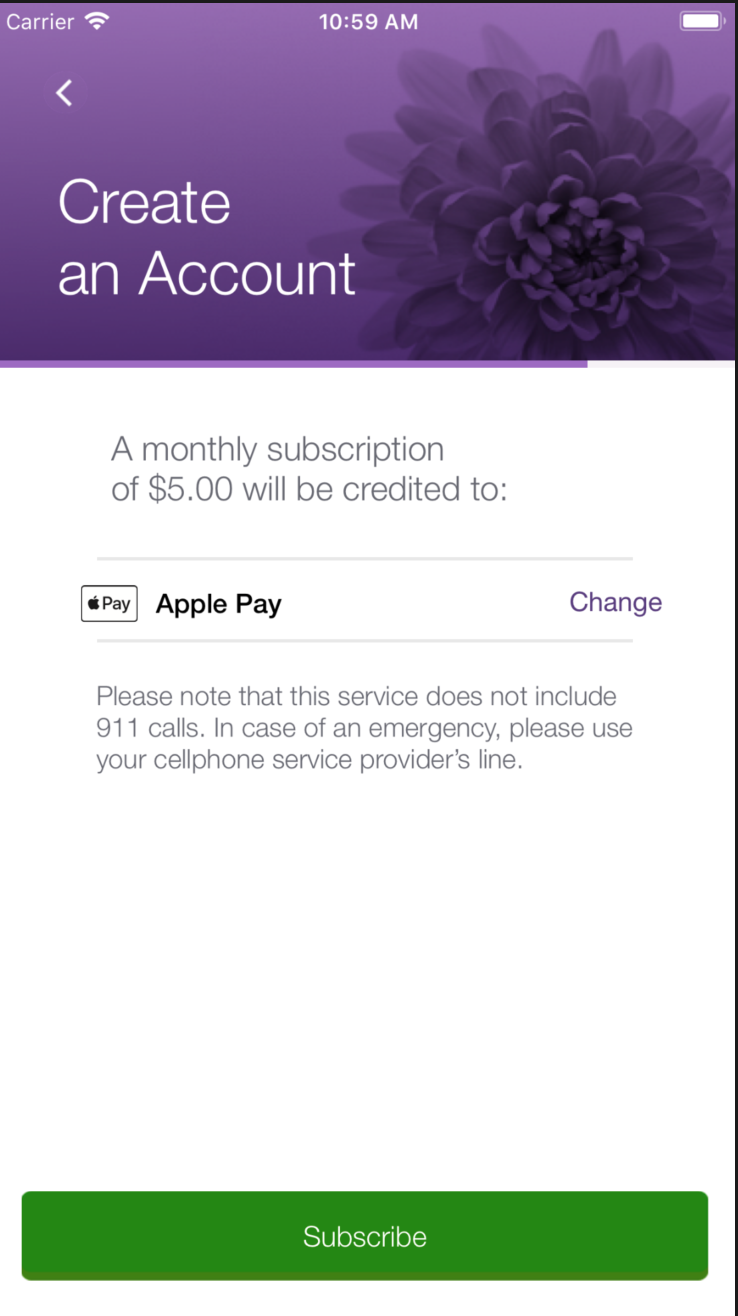 Carrier 10:59 AM
Create
an Account
A monthly subscription
of $5.00 will be credited to:
Pay Apple Pay Change
Please note that this service does not include
911 calls. In case of an emergency, please use
your cellphone service provider’s line.
Subscribe